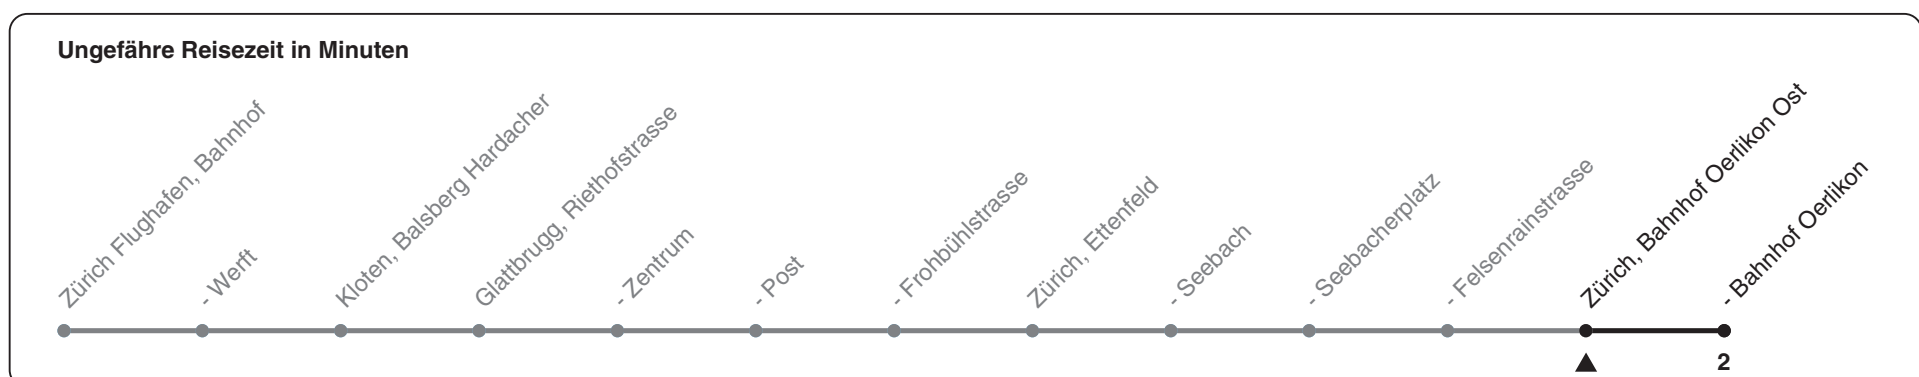 Ungefähre Reisezeit in Minuten
Zürich Flughafen, Bahnhof
- Werft
Kloten, Balsberg Hardacher
Glattbrugg, Riethofstrasse
- Zentrum
- Post
- Frohbühlstrasse
Zürich, Ettenfeld
- Seebach
- Seebacherplatz
- Felsenrainstrasse
Zürich, Bahnhof Oerlikon Ost
- Bahnhof Oerlikon
2